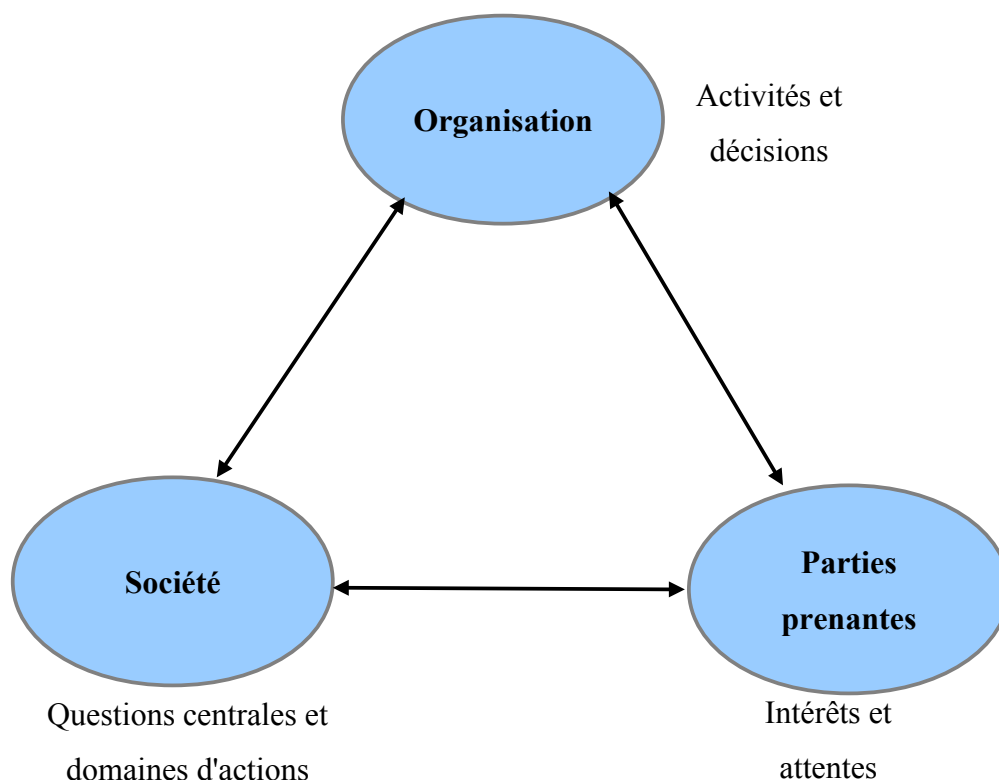 Organisation
Activités et
décisions
Société
Parties
prenantes
Questions centrales et
domaines d'actions
Intérêts et
attentes